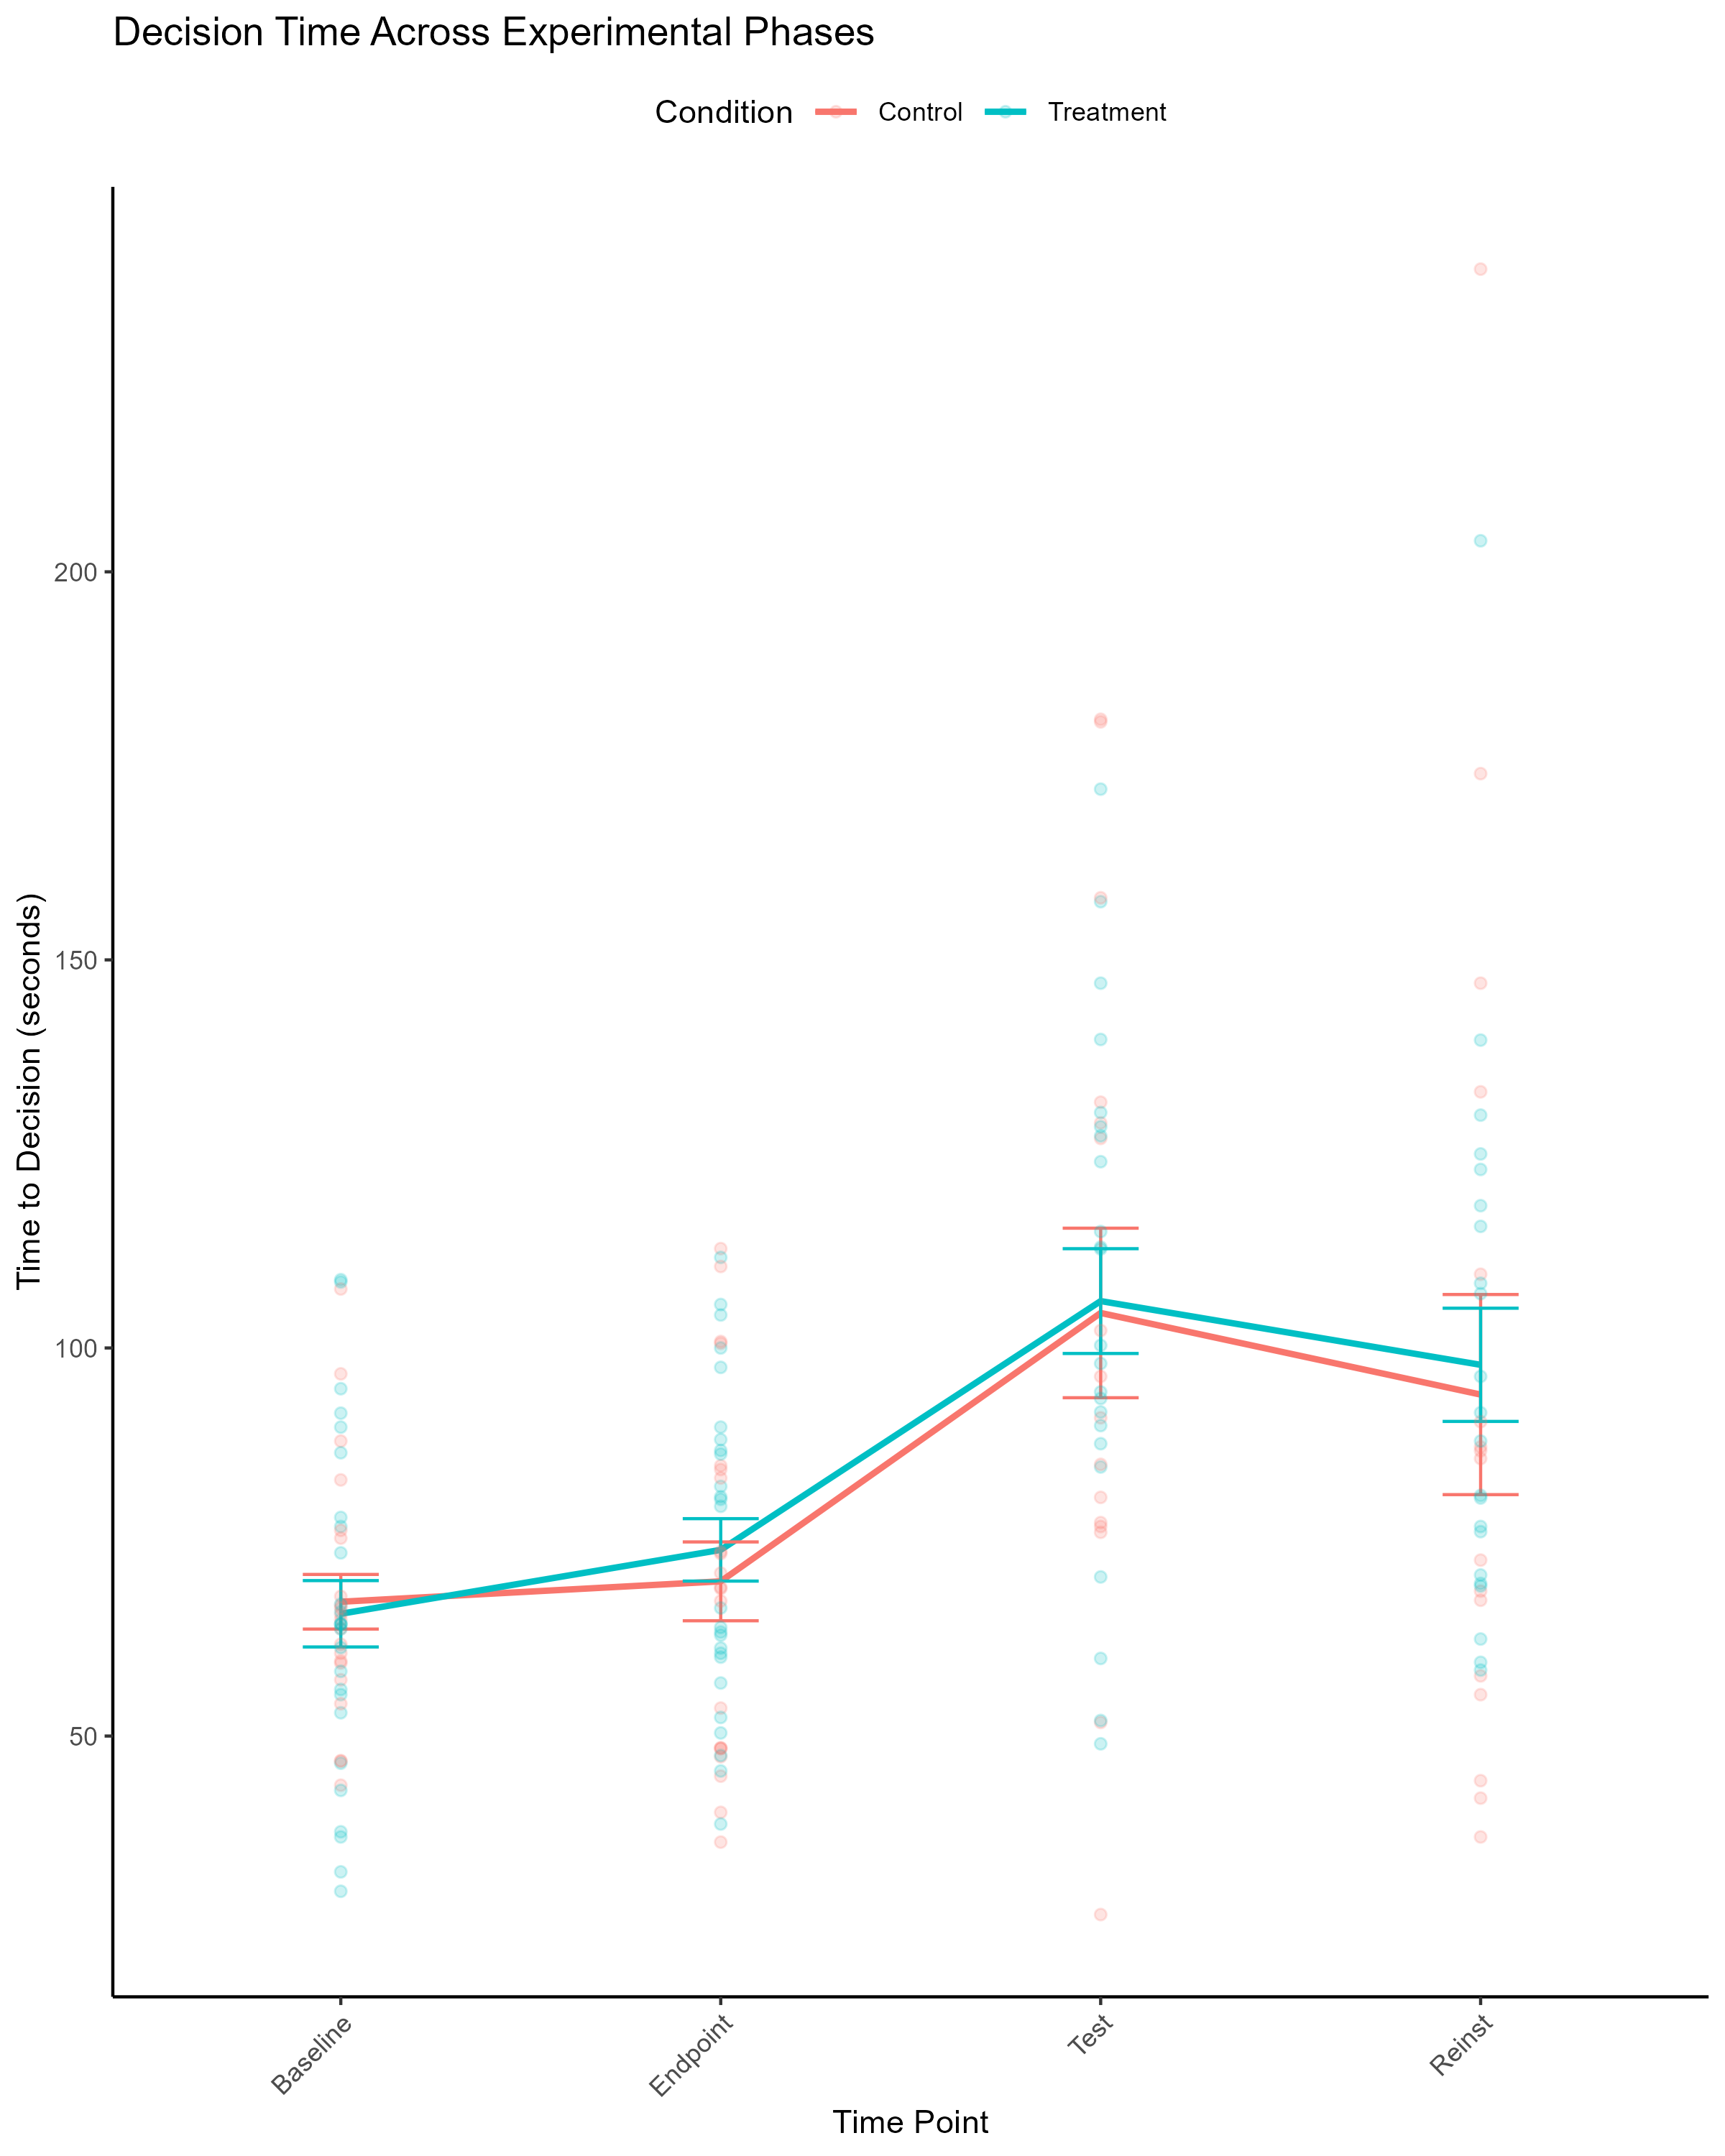 Decision Time Across Experimental Phases
Condition Control Treatment
Time to Decision (seconds)
200
150
100
50
Baseline Endpoint Test Reinst
Time Point